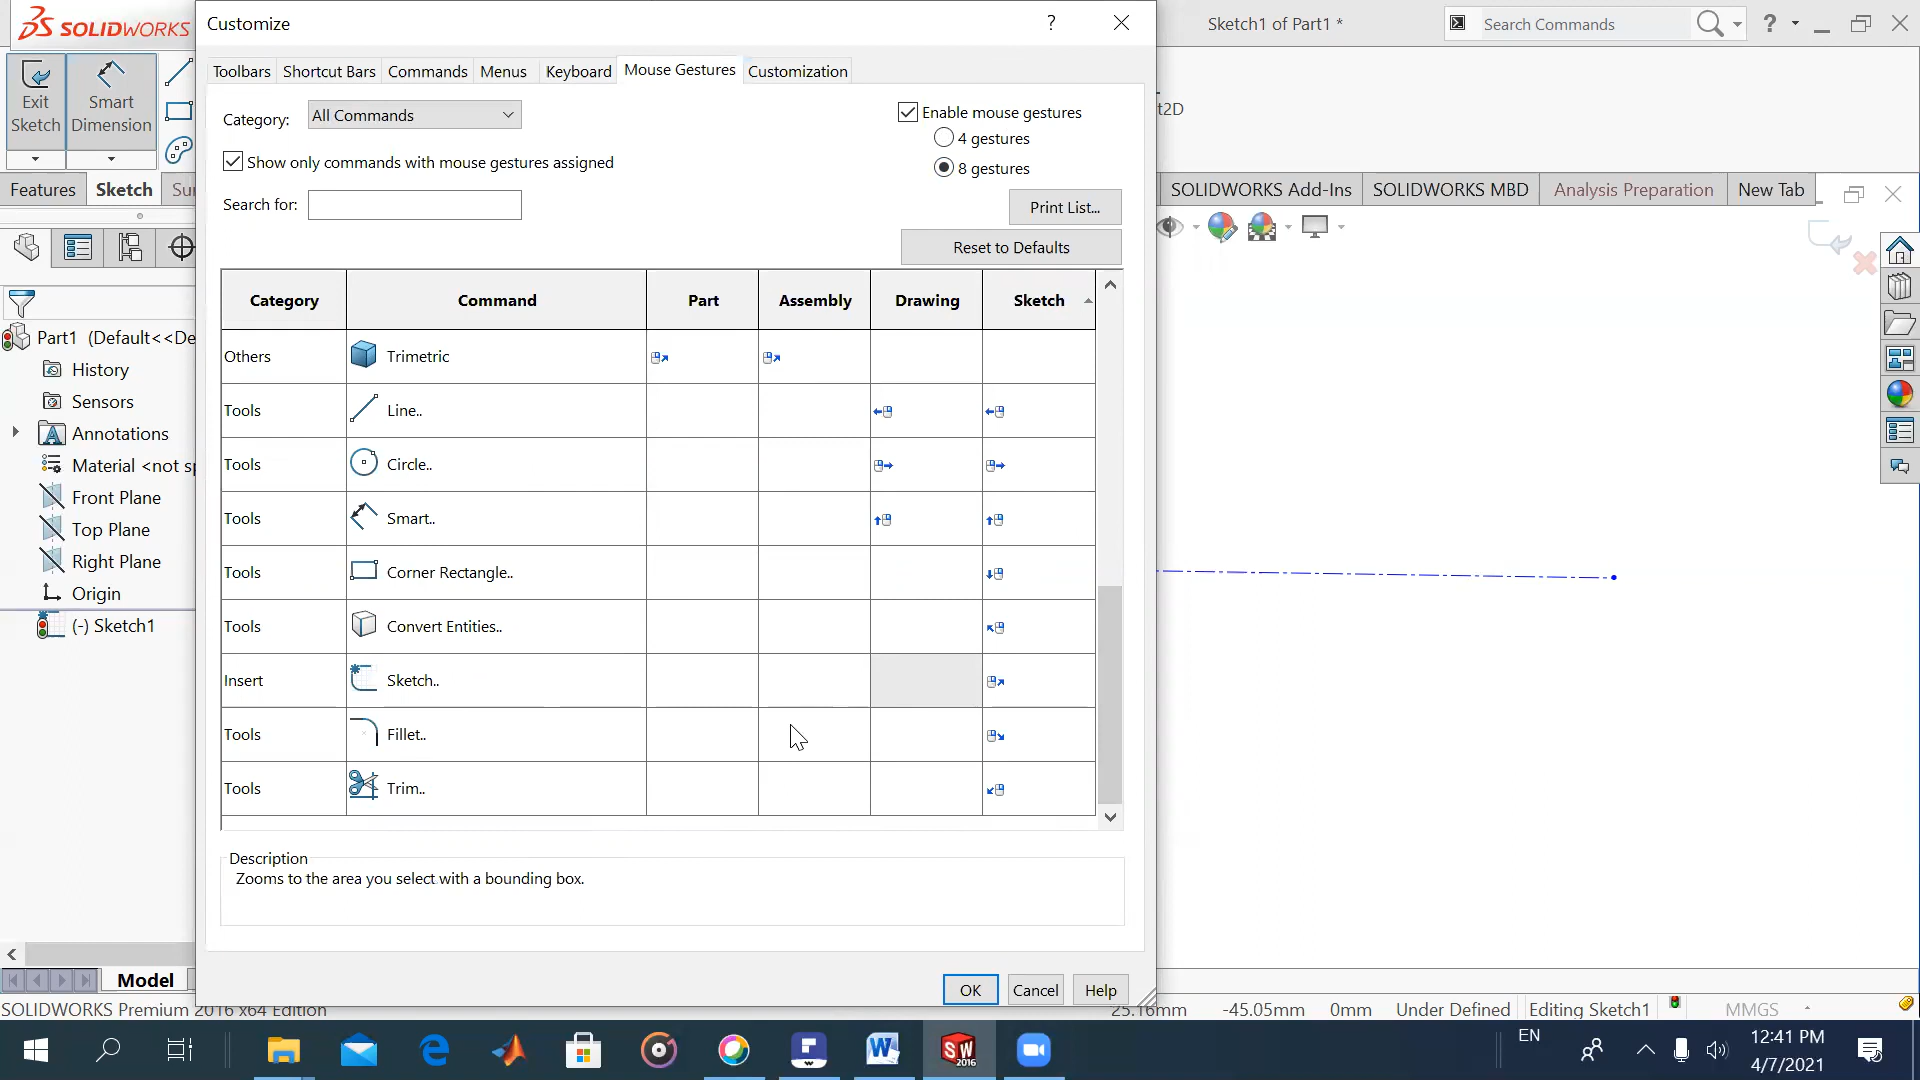 SOLIDWORKS
Customize
?
Sketch1 of Part1 *
Search Commands
?
Exit Sketch
Smart Dimension
t2D
Toolbars
Shortcut Bars
Commands
Menus
Keyboard
Mouse Gestures
Customization
Category:
All Commands
Enable mouse gestures
4 gestures
8 gestures
Show only commands with mouse gestures assigned
Search for:
Print List...
Reset to Defaults
Features
Sketch
Su
SOLIDWORKS Add-Ins
SOLIDWORKS MBD
Analysis Preparation
New Tab
Category Command Part Assembly Drawing Sketch
Others Trimetric
Tools Line..
Tools Circle..
Tools Smart..
Tools Corner Rectangle..
Tools Convert Entities..
Insert Sketch..
Tools Fillet..
Tools Trim..
Part1 (Default<<De
History
Sensors
Annotations
Material <not sp
Front Plane
Top Plane
Right Plane
Origin
(-) Sketch1
Description
Zooms to the area you select with a bounding box.
OK
Cancel
Help
Model
SOLIDWORKS Premium 2016 x64 Edition
25.16mm
-45.05mm
0mm
Under Defined
Editing Sketch1
MMGS
SW
2016
EN
12:41 PM
4/7/2021